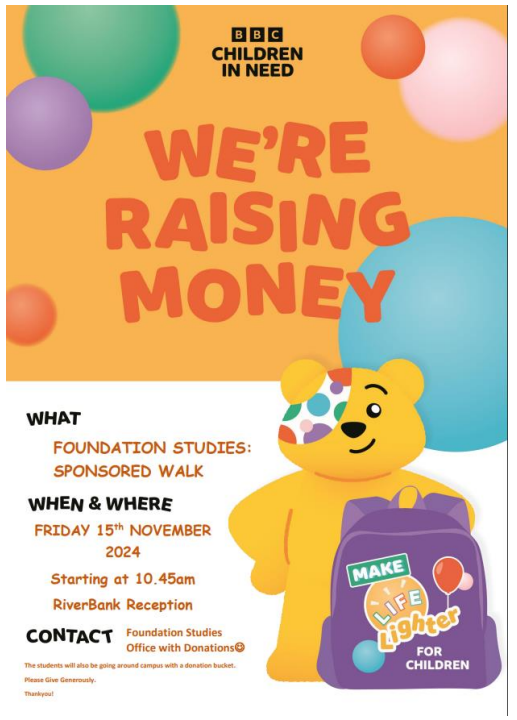 BBC
CHILDREN
IN NEED
WE'RE
RAISING
MONEY
WHAT
FOUNDATION STUDIES:
SPONSORED WALK
WHEN & WHERE
FRIDAY 15th NOVEMBER
2024
Starting at 10.45am
RiverBank Reception
CONTACT
Foundation Studies
Office with Donations☺
The students will also be going around campus with a donation bucket.
Please Give Generously.
Thankyou!
MAKE
LIFE
Lighter
FOR
CHILDREN